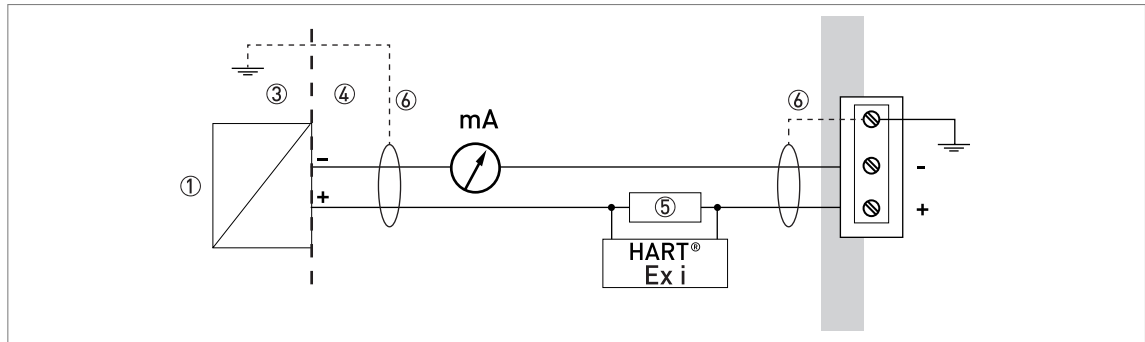 ③ ④ ⑥ ⑥
mA
①
- -
+ +
⑤
HART®
Ex i